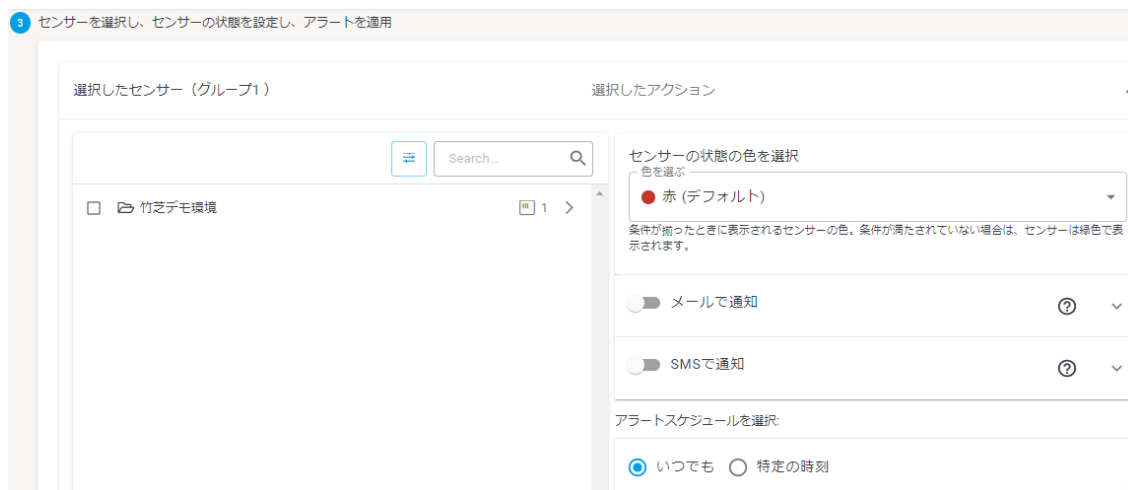 3 センサーを選択し、センサーの状態を設定し、アラートを適用
選択したセンサー（グループ1 ）
選択したアクション
Search...
竹芝デモ環境
1
センサーの状態の色を選択
色を選ぶ
赤 (デフォルト)
条件が揃ったときに表示されるセンサーの色。条件が満たされていない場合は、センサーは緑色で表
示されます。
メールで通知
SMSで通知
アラートスケジュールを選択:
いつでも 特定の時刻